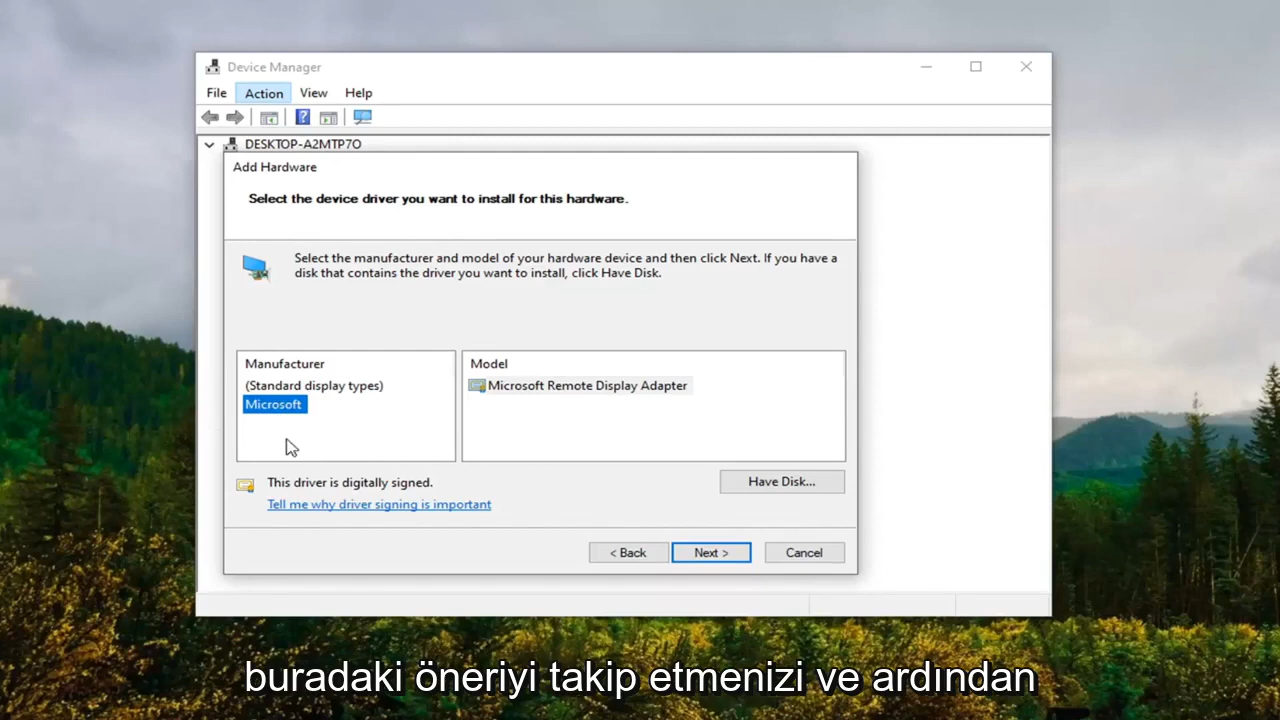 Device Manager
File Action View Help
DESKTOP-A2MTP7O
Add Hardware
Select the device driver you want to install for this hardware.
Select the manufacturer and model of your hardware device and then click Next. If you have a
disk that contains the driver you want to install, click Have Disk.
Manufacturer
(Standard display types)
Microsoft
Model
Microsoft Remote Display Adapter
This driver is digitally signed.
Tell me why driver signing is important
Have Disk...
< Back Next > Cancel
buradaki öneriyi takip etmenizi ve ardından